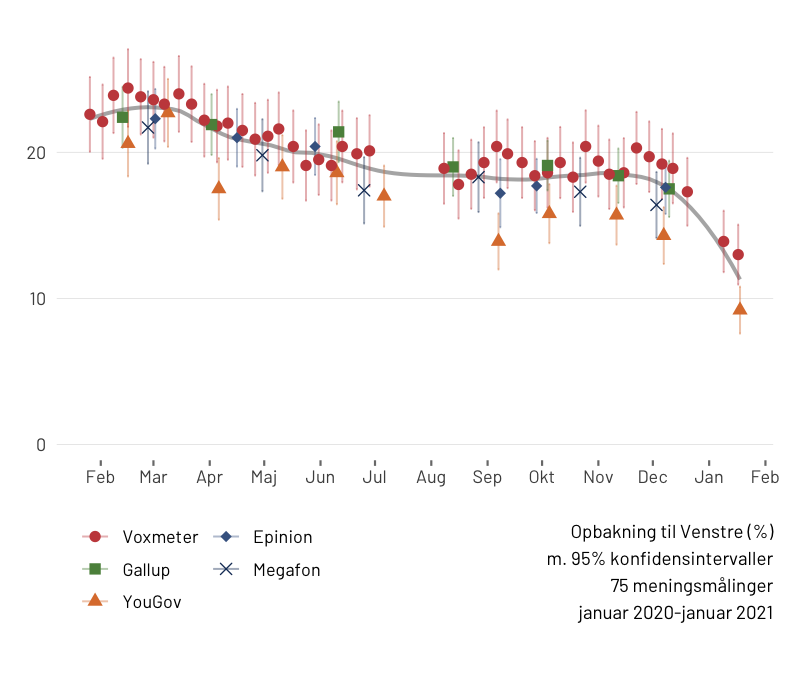 20
10
0
Feb Mar Apr Maj Jun Jul Aug Sep Okt Nov Dec Jan Feb
Voxmeter Epinion
Gallup Megafon
YouGov
Opbakning til Venstre (%)
m. 95% konfidensintervaller
75 meningsmålinger
januar 2020-januar 2021